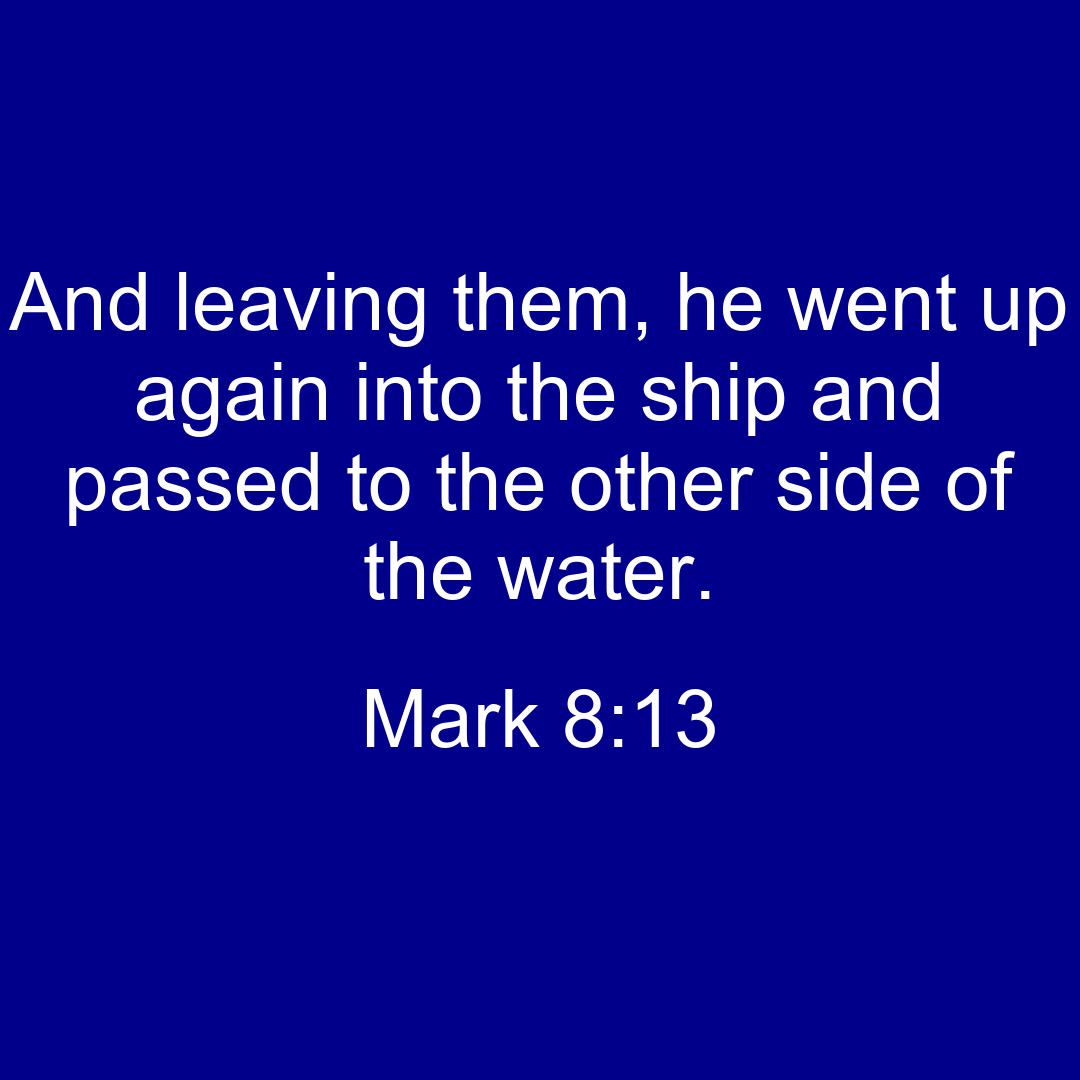 And leaving them, he went up
again into the ship and
passed to the other side of
the water.
Mark 8:13